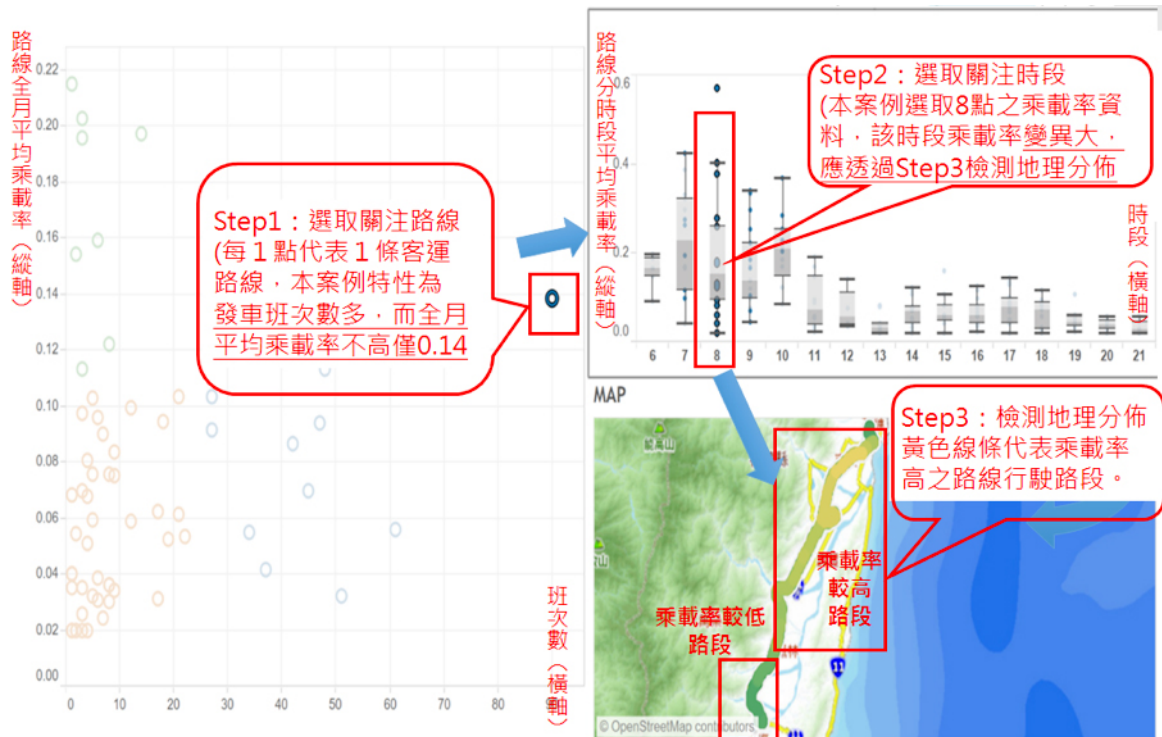 路線全月平均乘載率（縱軸）
0.22
0.20
0.18
0.16
0.14
0.12
0.10
0.08
0.06
0.04
0.02
0.00
0
10
20
30
40
50
60
70
80
90
班次數（橫軸）
Step1：選取關注路線
(每１點代表１條客運
路線，本案例特性為
發車班次數多，而全月
平均乘載率不高僅0.14
路線分時段平均乘載率（縱軸）
0.6
0.4
0.2
0.0
6
7
8
9
10
11
12
13
14
15
16
17
18
19
20
21
時段（橫軸）
Step2：選取關注時段
(本案例選取8點之乘載率資
料，該時段乘載率變異大，
應透過Step3檢測地理分佈
MAP
Step3：檢測地理分佈
黃色線條代表乘載率
高之路線行駛路段。
乘載率
較高
路段
乘載率較低
路段
11
© OpenStreetMap contributors